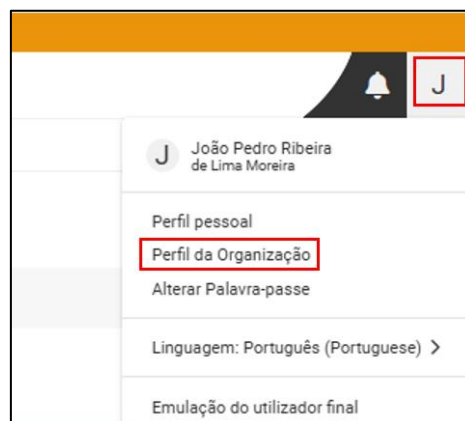 J
J João Pedro Ribeira
de Lima Moreira
Perfil pessoal
Perfil da Organização
Alterar Palavra-passe
Linguagem: Português (Portuguese) >
Emulação do utilizador final